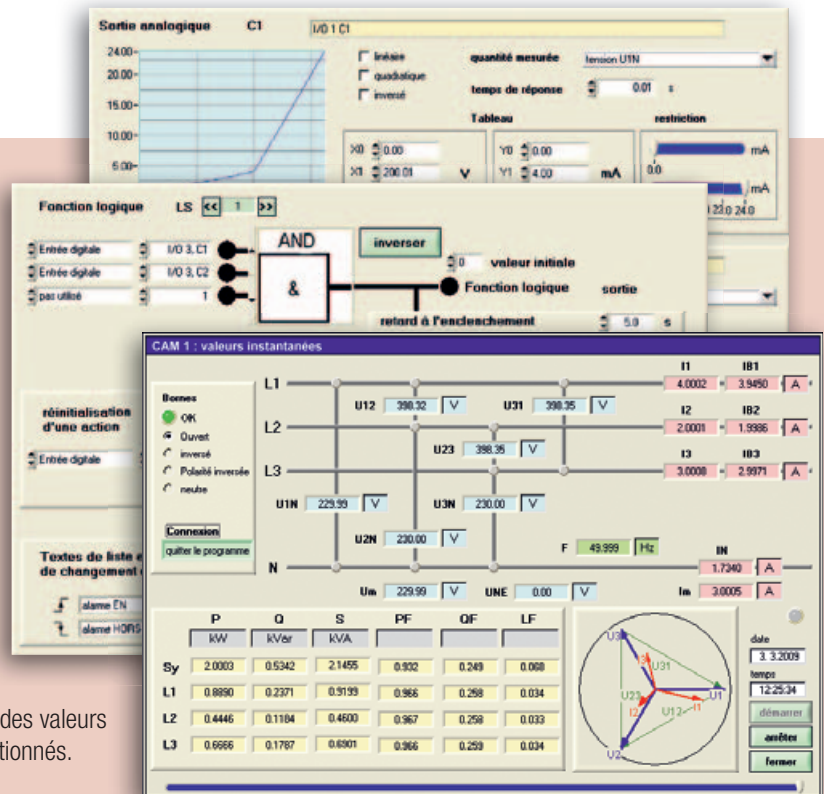 Sortie analogique C1 I/O 1 C1
24.00
20.00
15.00
10.00
5.00
linéaire
quadratique
inversé
quantité mesurée tension U1N
temps de réponse 0.01 s
Tableau
restriction
X0 0.00
Y0 0.00
mA
X1 200.01 V
Y1 4.00 mA
0.0
mA
22.0 24.0
Fonction logique LS << 1 >>
Entrée digitale I/O 3, C1
Entrée digitale I/O 3, C2
pas utilisé 1
AND
&
inverser
0 valeur initiale
Fonction logique sortie
retard à l'enclenchement 5.0 s
réinitialisation
d'une action
Entrée digitale
Textes de liste
de changement
alarme EN
alarme HORS
CAM 1 : valeurs instantanées
Bornes
OK
Ouvert
inversé
Polarité inversée
neutre
Connexion
quitter le programme
L1
L2
L3
N
I1 IB1
4.0002 3.9450 A
I2 IB2
2.0001 1.9986 A
I3 IB3
3.0008 2.9971 A
U12 398.32 V
U31 398.35 V
U23 398.35 V
U1N 229.99 V
U3N 230.00 V
U2N 230.00 V
F 49.999 Hz
IN
1.7340 A
Um 229.99 V
UNE 0.00 V
Im 3.0005 A
P Q S PF QF LF
kW kVar kVA
Sy 2.0003 0.5342 2.1455 0.932 0.249 0.068
L1 0.8890 0.2371 0.9199 0.966 0.258 0.034
L2 0.4446 0.1184 0.4600 0.967 0.258 0.033
L3 0.6666 0.1787 0.6901 0.966 0.259 0.034
U3
I3
U31
U23
U1
I2
U12
I1
U2
date
3. 3.2009
temps
12:25:34
démarrer
arrêter
fermer
des valeurs
tionnés.